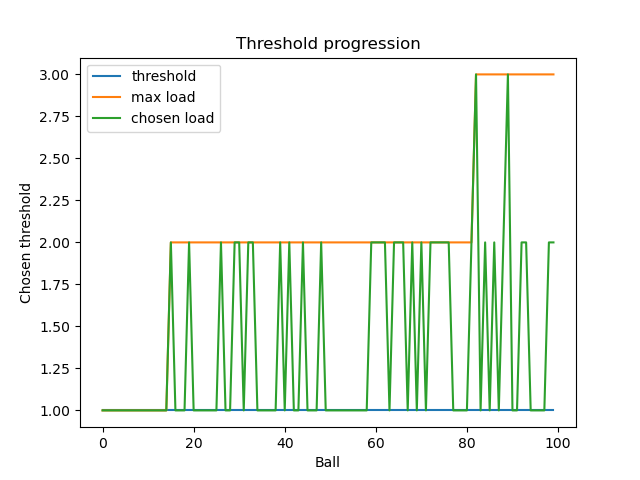 Threshold progression
threshold
max load
chosen load
3.00
2.75
2.50
2.25
2.00
1.75
1.50
1.25
1.00
Chosen threshold
0 20 40 60 80 100
Ball